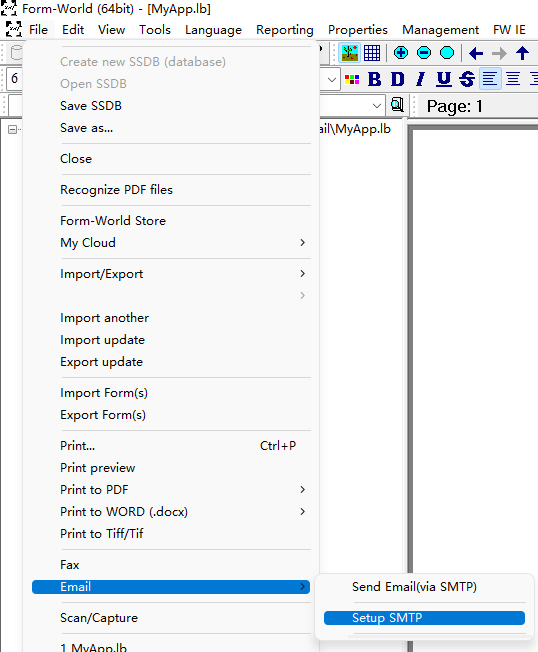 Form-World (64bit) - [MyApp.lb]
File Edit View Tools Language Reporting Properties Management FW IE
6 B D I U S
Page: 1
ail\MyApp.lb
Create new SSDB (database)
Open SSDB
Save SSDB
Save as...
Close
Recognize PDF files
Form-World Store
My Cloud
Import/Export
Import another
Import update
Export update
Import Form(s)
Export Form(s)
Print... Ctrl+P
Print preview
Print to PDF
Print to WORD (.docx)
Print to Tiff/Tif
Fax
Email
Send Email(via SMTP)
Setup SMTP
Scan/Capture
1 MyApp.lb